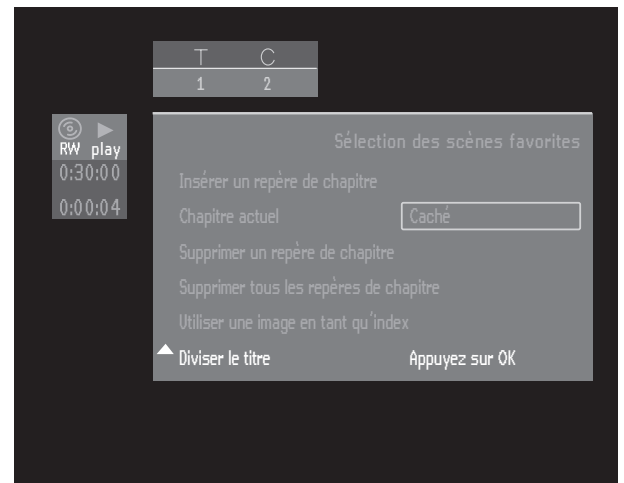 T C
1 2
RW play
0:30:00
0:00:04
Sélection des scènes favorites
Insérer un repère de chapitre
Chapitre actuel Caché
Supprimer un repère de chapitre
Supprimer tous les repères de chapitre
Utiliser une image en tant qu'index
Diviser le titre Appuyez sur OK